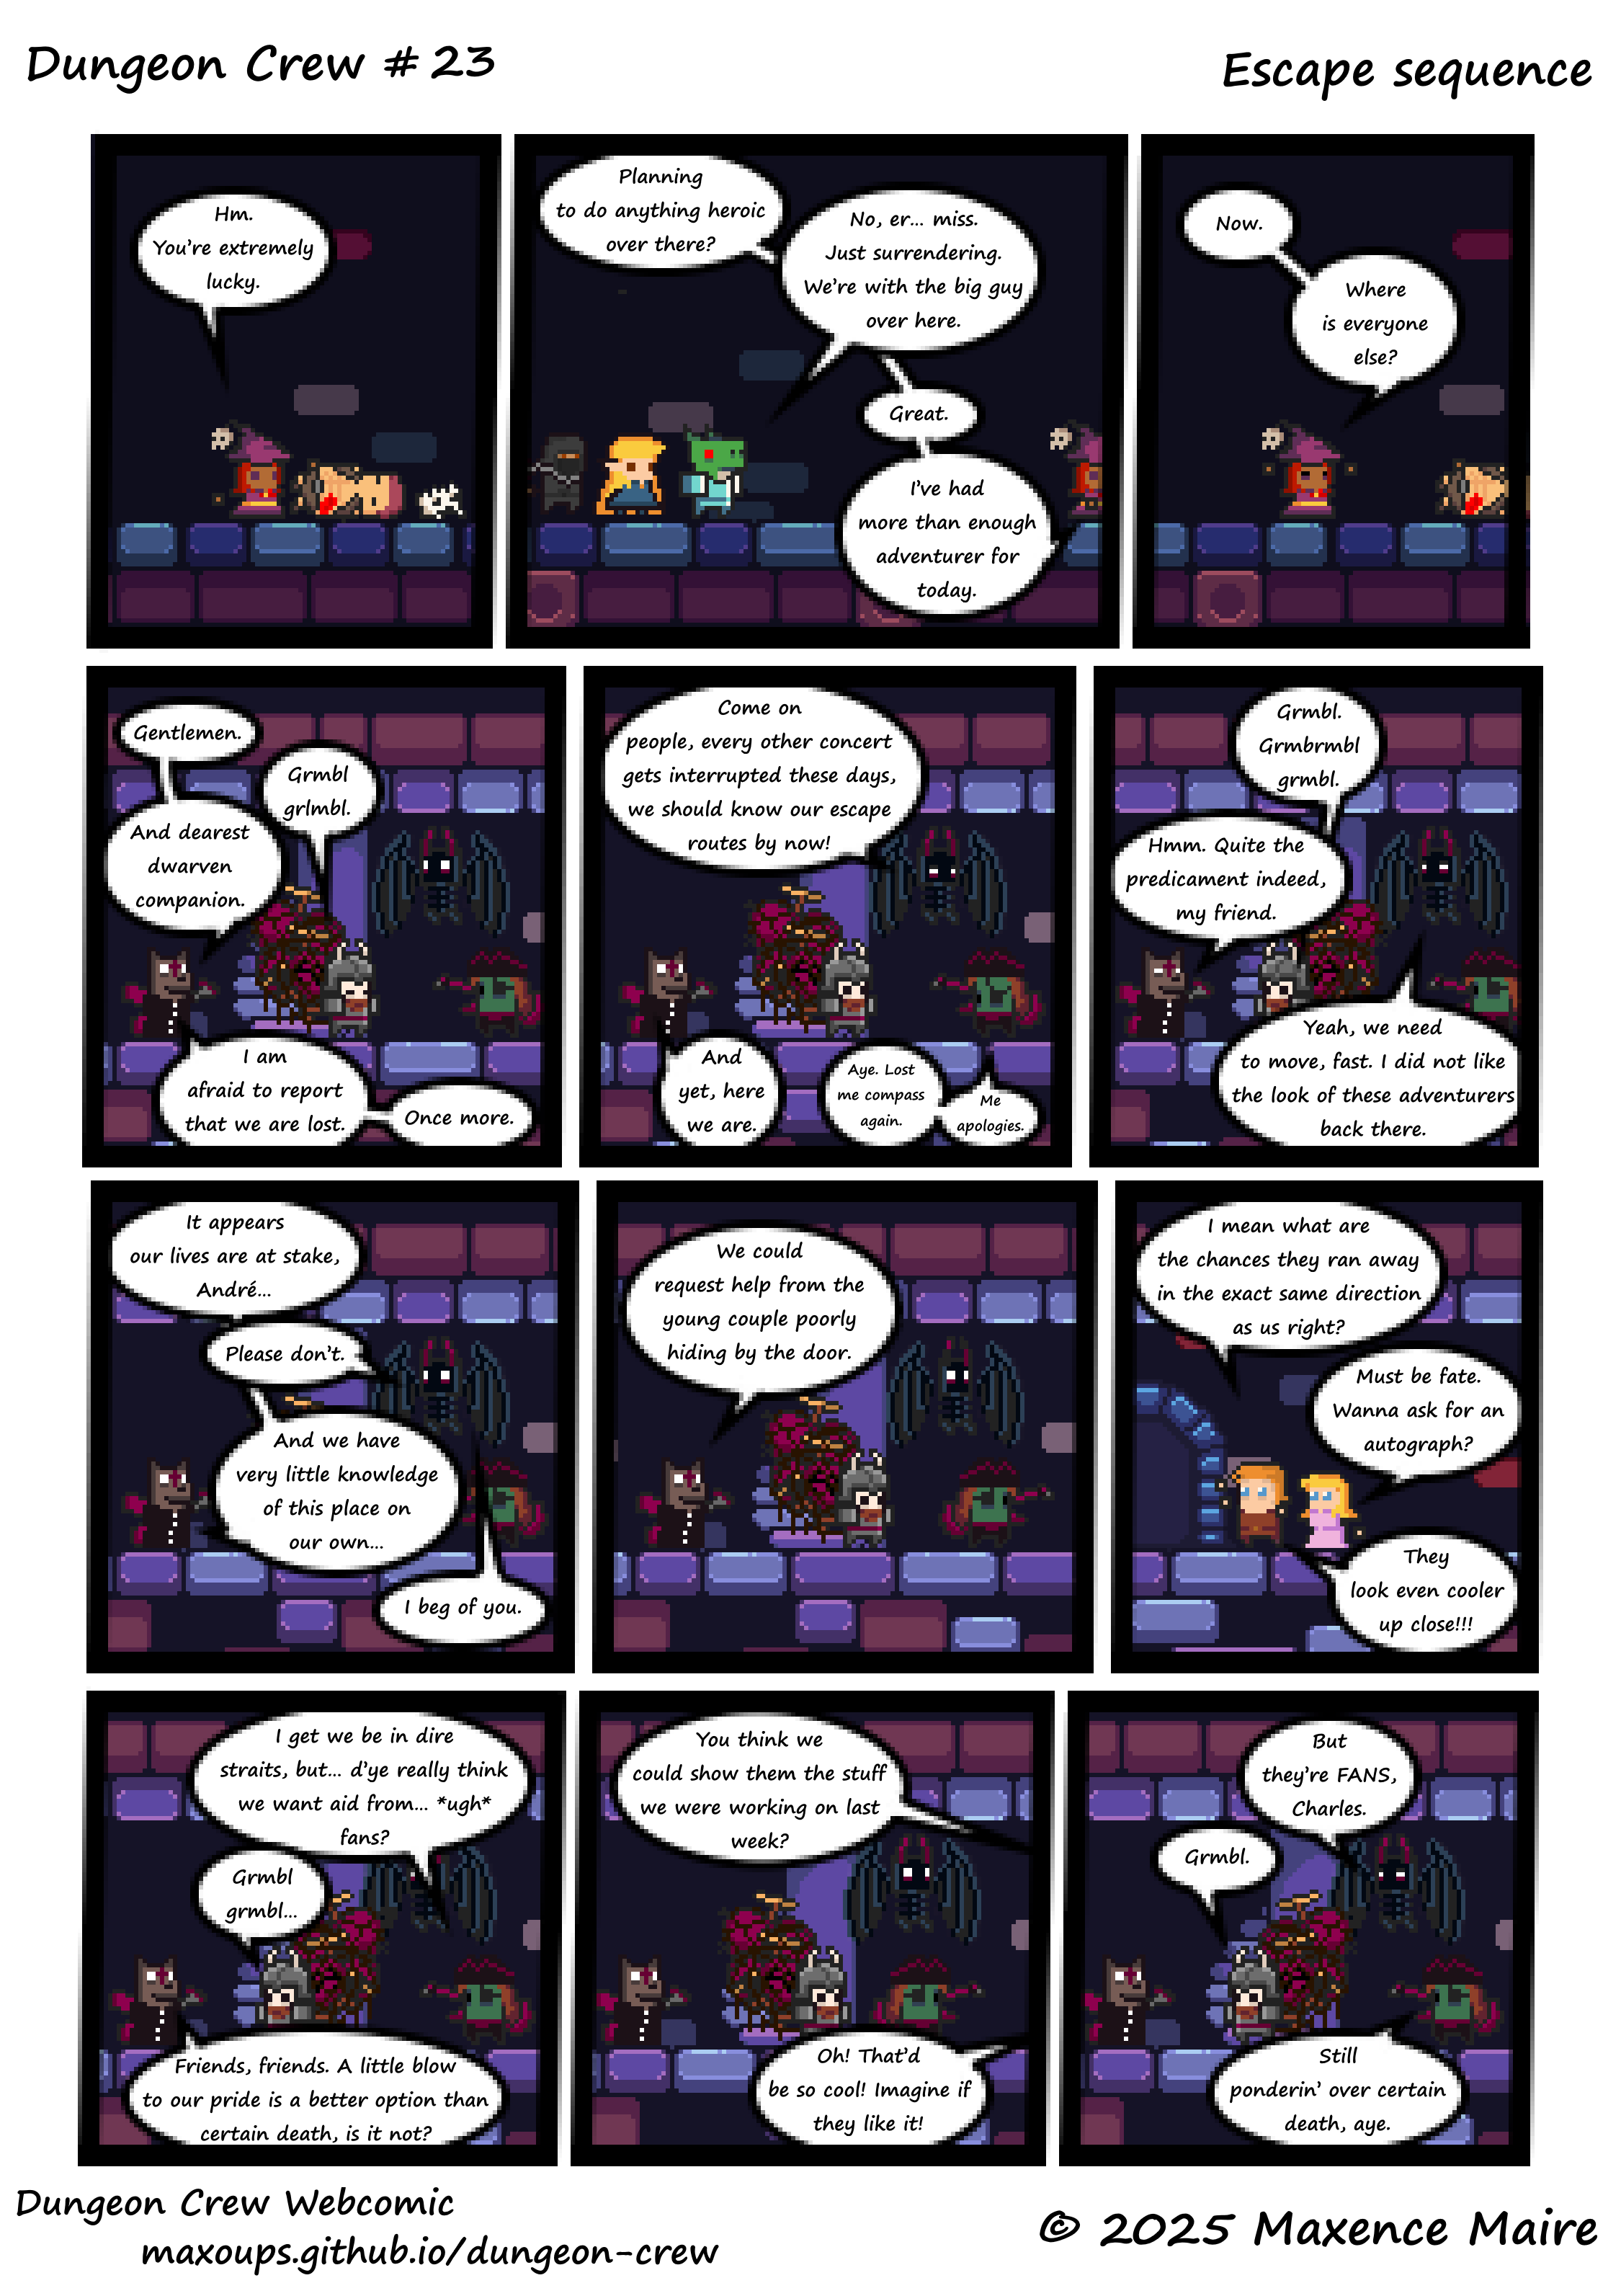 Dungeon Crew # 23
Escape sequence
Hm.
You're extremely
lucky.
Planning
to do anything heroic
over there?
No, er... miss.
Just surrendering.
We're with the big guy
over here.
Great.
I've had
more than enough
adventurer for
today.
Now.
Where
is everyone
else?
Gentlemen.
And dearest
dwarven
companion.
Grmbl
grlmbl.
I am
afraid to report
that we are lost.
Once more.
Come on
people, every other concert
gets interrupted these days,
we should know our escape
routes by now!
And
yet, here
we are.
Aye. Lost
me compass
again.
Me
apologies.
Grmbl.
Grmbrmbl
grmbl.
Hmm. Quite the
predicament indeed,
my friend.
Yeah, we need
to move, fast. I did not like
the look of these adventurers
back there.
It appears
our lives are at stake,
André...
Please don't.
And we have
very little knowledge
of this place on
our own...
I beg of you.
We could
request help from the
young couple poorly
hiding by the door.
I mean what are
the chances they ran away
in the exact same direction
as us right?
Must be fate.
Wanna ask for an
autograph?
They
look even cooler
up close!!!
I get we be in dire
straits, but... d'ye really think
we want aid from... *ugh*
fans?
Grmbl
grmbl...
Friends, friends. A little blow
to our pride is a better option than
certain death, is it not?
You think we
could show them the stuff
we were working on last
week?
Oh! That'd
be so cool! Imagine if
they like it!
But
they're FANS,
Charles.
Grmbl.
Still
ponderin' over certain
death, aye.
Dungeon Crew Webcomic
maxoups.github.io/dungeon-crew
© 2025 Maxence Maire